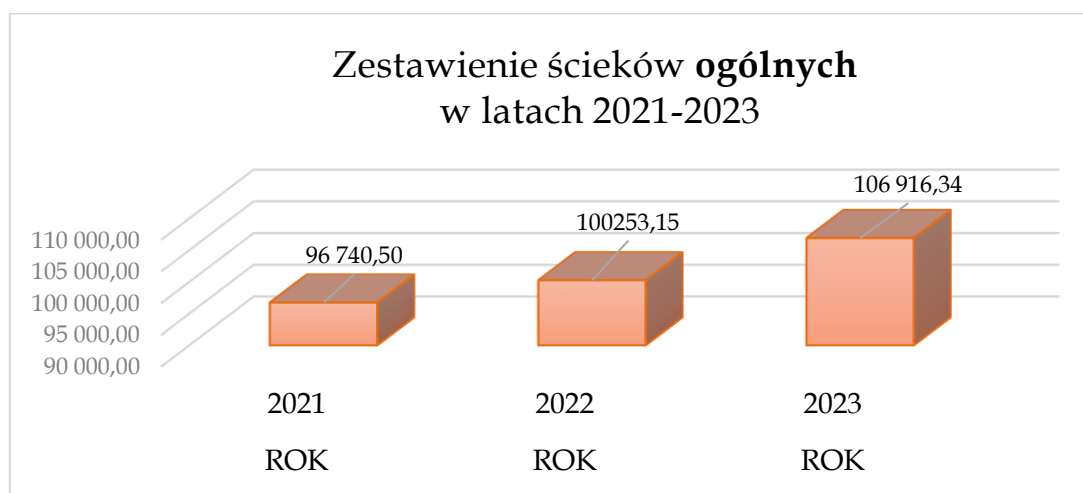 Zestawienie ścieków ogólnych
w latach 2021-2023
106 916,34
100253,15
96 740,50
110 000,00
105 000,00
100 000,00
95 000,00
90 000,00
2021 2022 2023
ROK ROK ROK